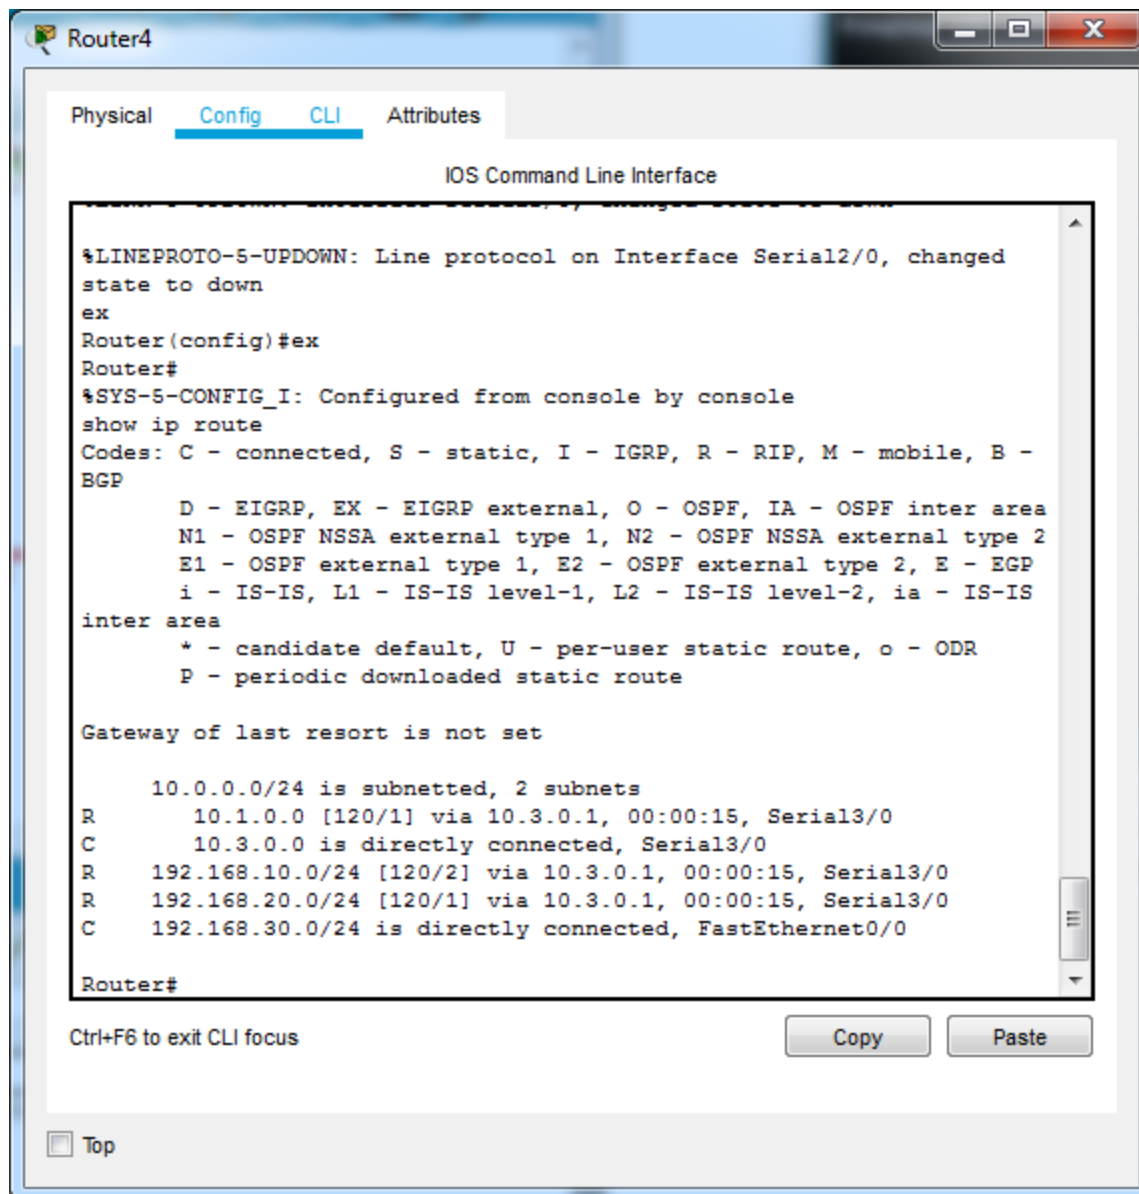 Router4
Physical Config CLI Attributes
IOS Command Line Interface
%LINEPROTO-5-UPDOWN: Line protocol on Interface Serial2/0, changed
state to down
ex
Router(config)#ex
Router#
%SYS-5-CONFIG_I: Configured from console by console
show ip route
Codes: C - connected, S - static, I - IGRP, R - RIP, M - mobile, B -
BGP
D - EIGRP, EX - EIGRP external, O - OSPF, IA - OSPF inter area
N1 - OSPF NSSA external type 1, N2 - OSPF NSSA external type 2
E1 - OSPF external type 1, E2 - OSPF external type 2, E - EGP
i - IS-IS, L1 - IS-IS level-1, L2 - IS-IS level-2, ia - IS-IS
inter area
* - candidate default, U - per-user static route, o - ODR
P - periodic downloaded static route
Gateway of last resort is not set
10.0.0.0/24 is subnetted, 2 subnets
R 10.1.0.0 [120/1] via 10.3.0.1, 00:00:15, Serial3/0
C 10.3.0.0 is directly connected, Serial3/0
R 192.168.10.0/24 [120/2] via 10.3.0.1, 00:00:15, Serial3/0
R 192.168.20.0/24 [120/1] via 10.3.0.1, 00:00:15, Serial3/0
C 192.168.30.0/24 is directly connected, FastEthernet0/0
Router#
Ctrl+F6 to exit CLI focus
Copy Paste
Top